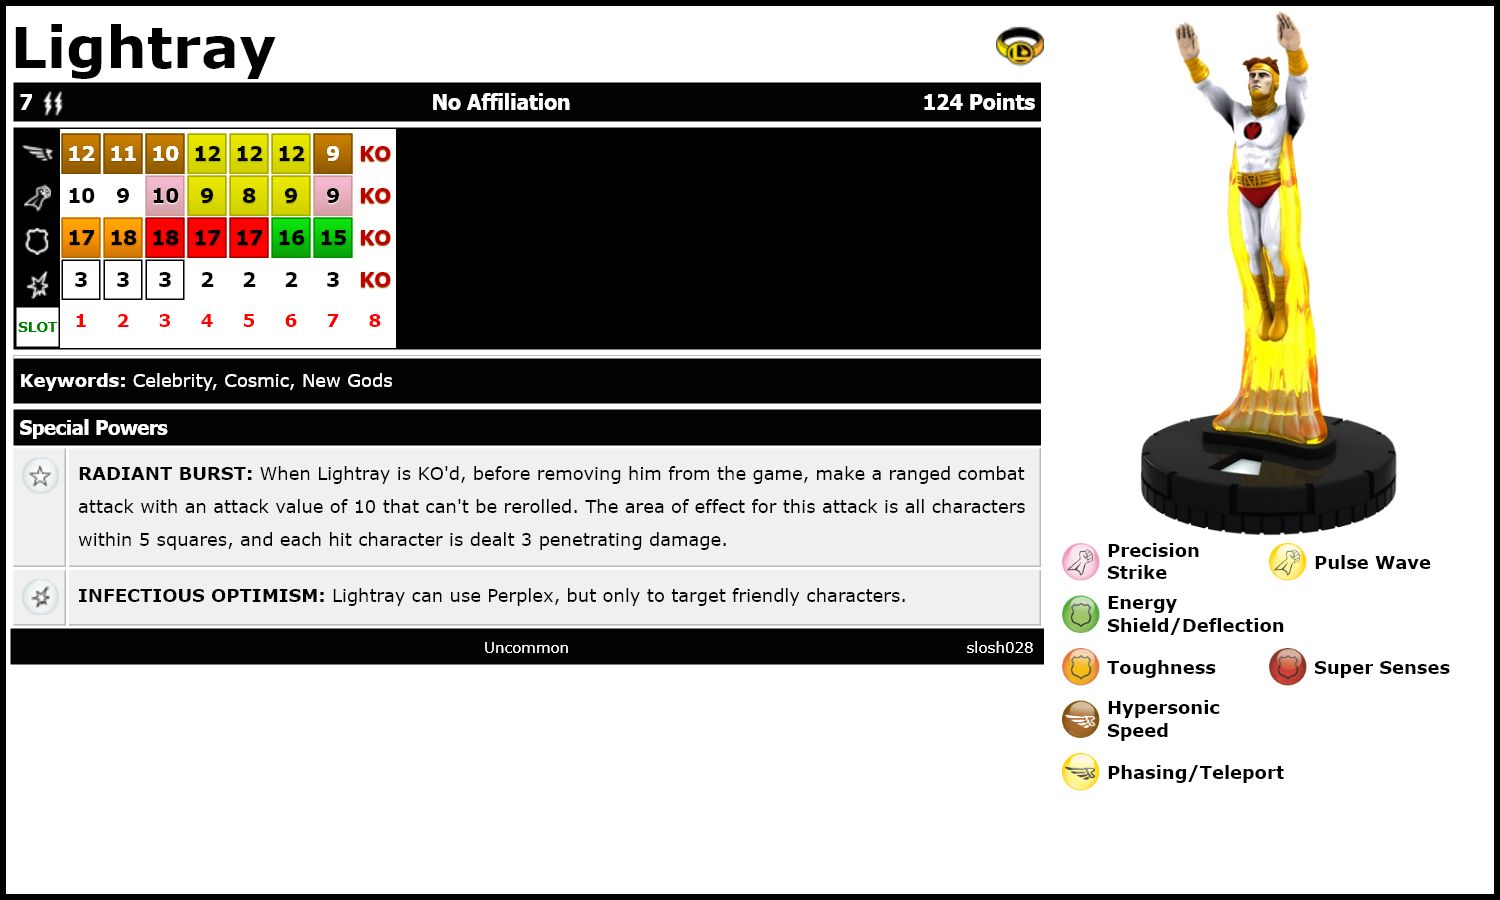 Lightray
7 No Affiliation 124 Points
12 11 10 12 12 12 9 KO
10 9 10 9 8 9 9 KO
17 18 18 17 17 16 15 KO
3 3 3 2 2 2 3 KO
SLOT 1 2 3 4 5 6 7 8
Keywords: Celebrity, Cosmic, New Gods
Special Powers
RADIANT BURST: When Lightray is KO'd, before removing him from the game, make a ranged combat
attack with an attack value of 10 that can't be rerolled. The area of effect for this attack is all characters
within 5 squares, and each hit character is dealt 3 penetrating damage.
INFECTIOUS OPTIMISM: Lightray can use Perplex, but only to target friendly characters.
Uncommon slosh028
Precision
Strike
Pulse Wave
Energy
Shield/Deflection
Toughness
Super Senses
Hypersonic
Speed
Phasing/Teleport